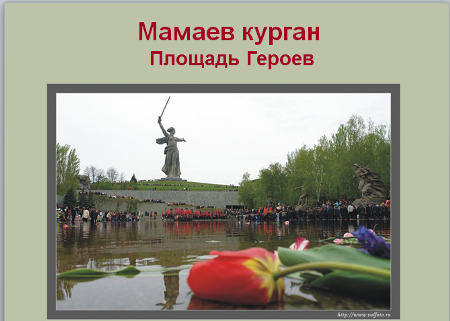 Мамаев курган
Площадь Героев
http://www.volfoto.ru